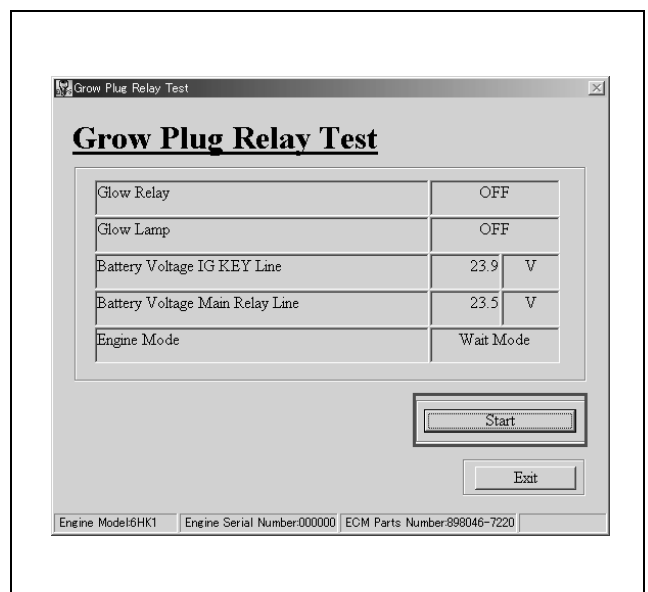 Grow Plug Relay Test
Grow Plug Relay Test
Glow Relay OFF
Glow Lamp OFF
Battery Voltage IG KEY Line 23.9 V
Battery Voltage Main Relay Line 23.5 V
Engine Mode Wait Mode
Start
Exit
Engine Model:6HK1 Engine Serial Number:000000 ECM Parts Number:898046-7220